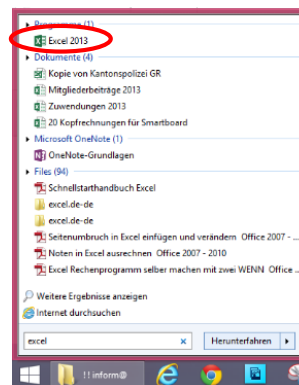 Programme (1)
Excel 2013
Dokumente (4)
Kopie von Kantonspolizei GR
Mitgliederbeiträge 2013
Zuwendungen 2013
20 Kopfrechnungen für Smartboard
Microsoft OneNote (1)
OneNote-Grundlagen
Files (94)
Schnellstarthandbuch Excel
excel.de-de
excel.de-de
Seitenumbruch in Excel einfügen und verändern Office 2007 - ...
Noten in Excel ausrechnen Office 2007 - 2010
Excel Rechenprogramm selber machen mit zwei WENN Office ...
Weitere Ergebnisse anzeigen
Internet durchsuchen
excel
Herunterfahren
!! inform@